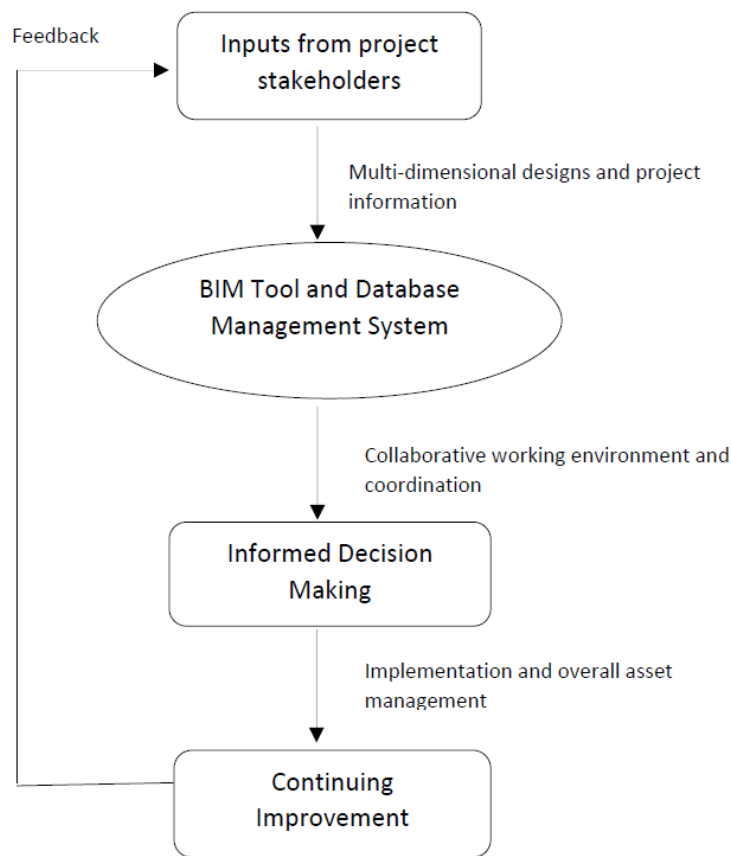 Feedback
Inputs from project
stakeholders
Multi-dimensional designs and project
information
BIM Tool and Database
Management System
Collaborative working environment and
coordination
Informed Decision
Making
Implementation and overall asset
management
Continuing
Improvement